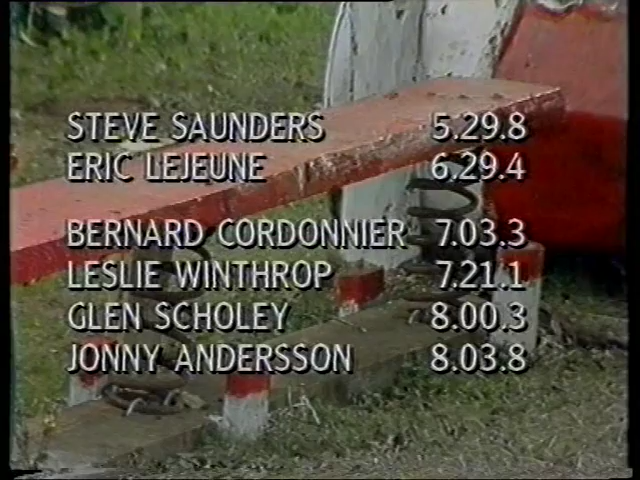 STEVE SAUNDERS 5.29.8
ERIC LEJEUNE 6.29.4
BERNARD CORDONNIER 7.03.3
LESLIE WINTHROP 7.21.1
GLEN SCHOLEY 8.00.3
JONNY ANDERSSON 8.03.8